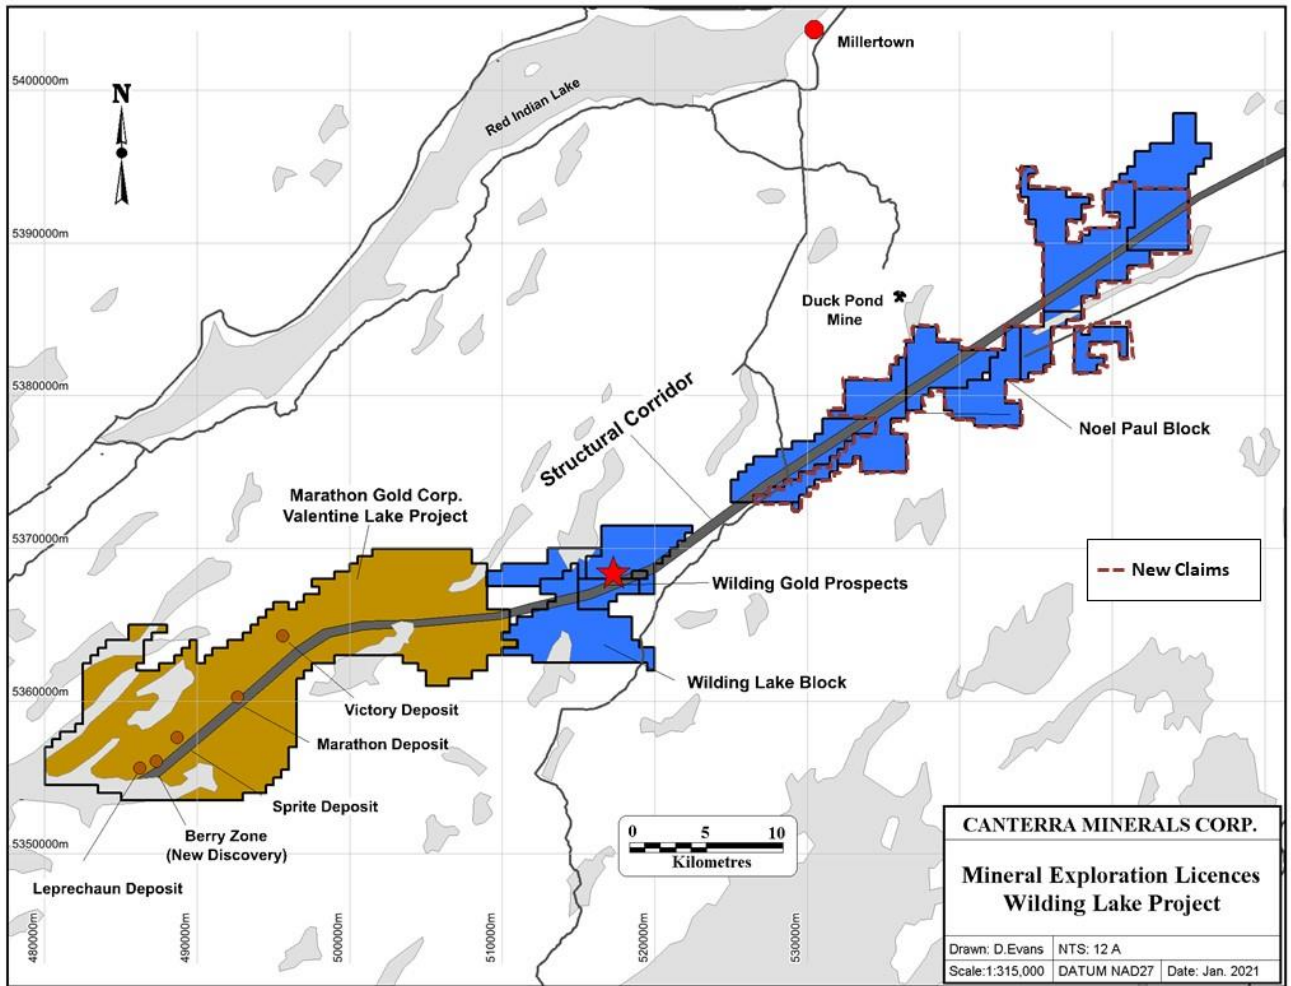 Millertown
5400000m
N
Red Indian Lake
5390000m
Duck Pond
Mine
5380000m
Structural Corridor
Noel Paul Block
Marathon Gold Corp.
Valentine Lake Project
5370000m
New Claims
Wilding Gold Prospects
Wilding Lake Block
5360000m
Victory Deposit
Marathon Deposit
Sprite Deposit
Berry Zone
(New Discovery)
Leprechaun Deposit
5350000m
0 5 10
Kilometres
480000m
490000m
500000m
510000m
520000m
530000m
CANTERRA MINERALS CORP.
Mineral Exploration Licences
Wilding Lake Project
Drawn: D.Evans NTS: 12 A
Scale:1:315,000 DATUM NAD27 Date: Jan. 2021